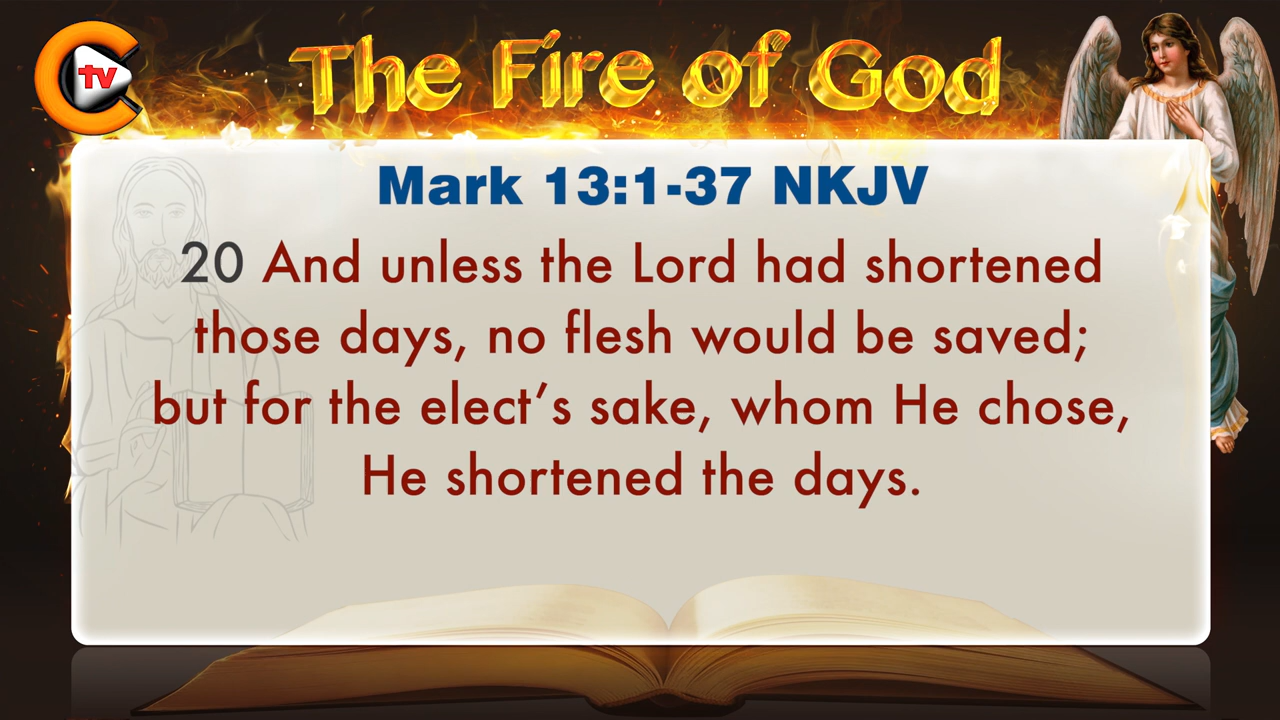 tv
The Fire of God
Mark 13:1-37 NKJV
20 And unless the Lord had shortened
those days, no flesh would be saved;
but for the elect’s sake, whom He chose,
He shortened the days.